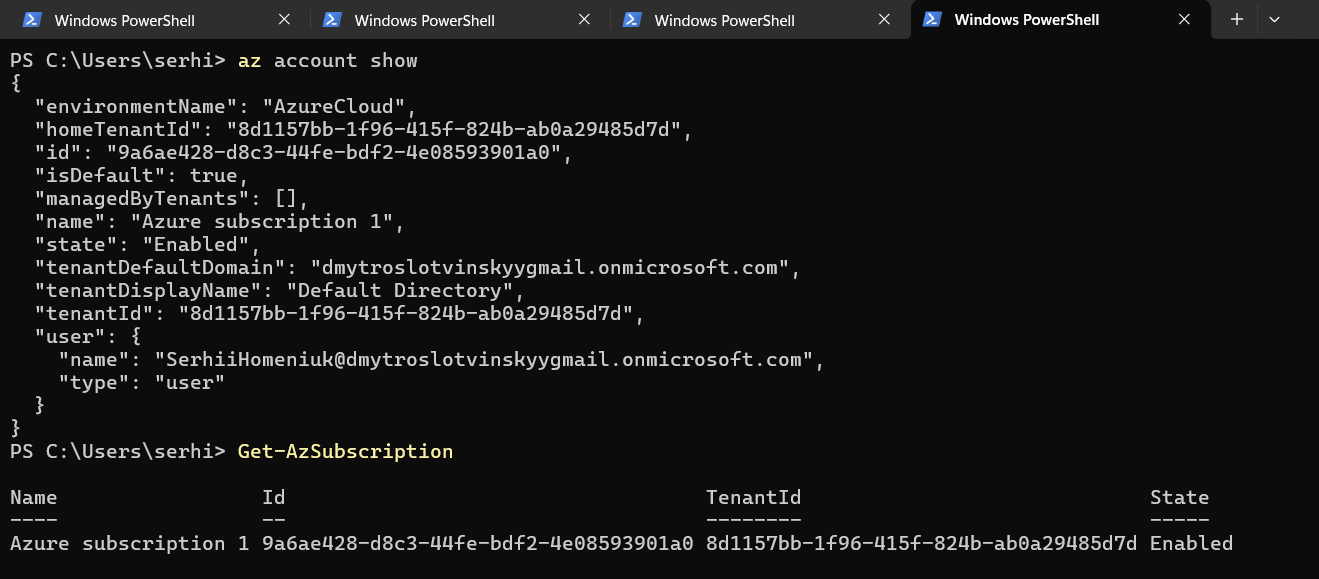 Windows PowerShell Windows PowerShell Windows PowerShell Windows PowerShell
PS C:\Users\serhi> az account show
{
  "environmentName": "AzureCloud",
  "homeTenantId": "8d1157bb-1f96-415f-824b-ab0a29485d7d",
  "id": "9a6ae428-d8c3-44fe-bdf2-4e08593901a0",
  "isDefault": true,
  "managedByTenants": [],
  "name": "Azure subscription 1",
  "state": "Enabled",
  "tenantDefaultDomain": "dmytroslotvinskyygmail.onmicrosoft.com",
  "tenantDisplayName": "Default Directory",
  "tenantId": "8d1157bb-1f96-415f-824b-ab0a29485d7d",
  "user": {
    "name": "SerhiiHomeniuk@dmytroslotvinskyygmail.onmicrosoft.com",
    "type": "user"
  }
}
PS C:\Users\serhi> Get-AzSubscription
Name                 Id                                   TenantId                             State
----                 --                                   --------                             -----
Azure subscription 1 9a6ae428-d8c3-44fe-bdf2-4e08593901a0 8d1157bb-1f96-415f-824b-ab0a29485d7d Enabled